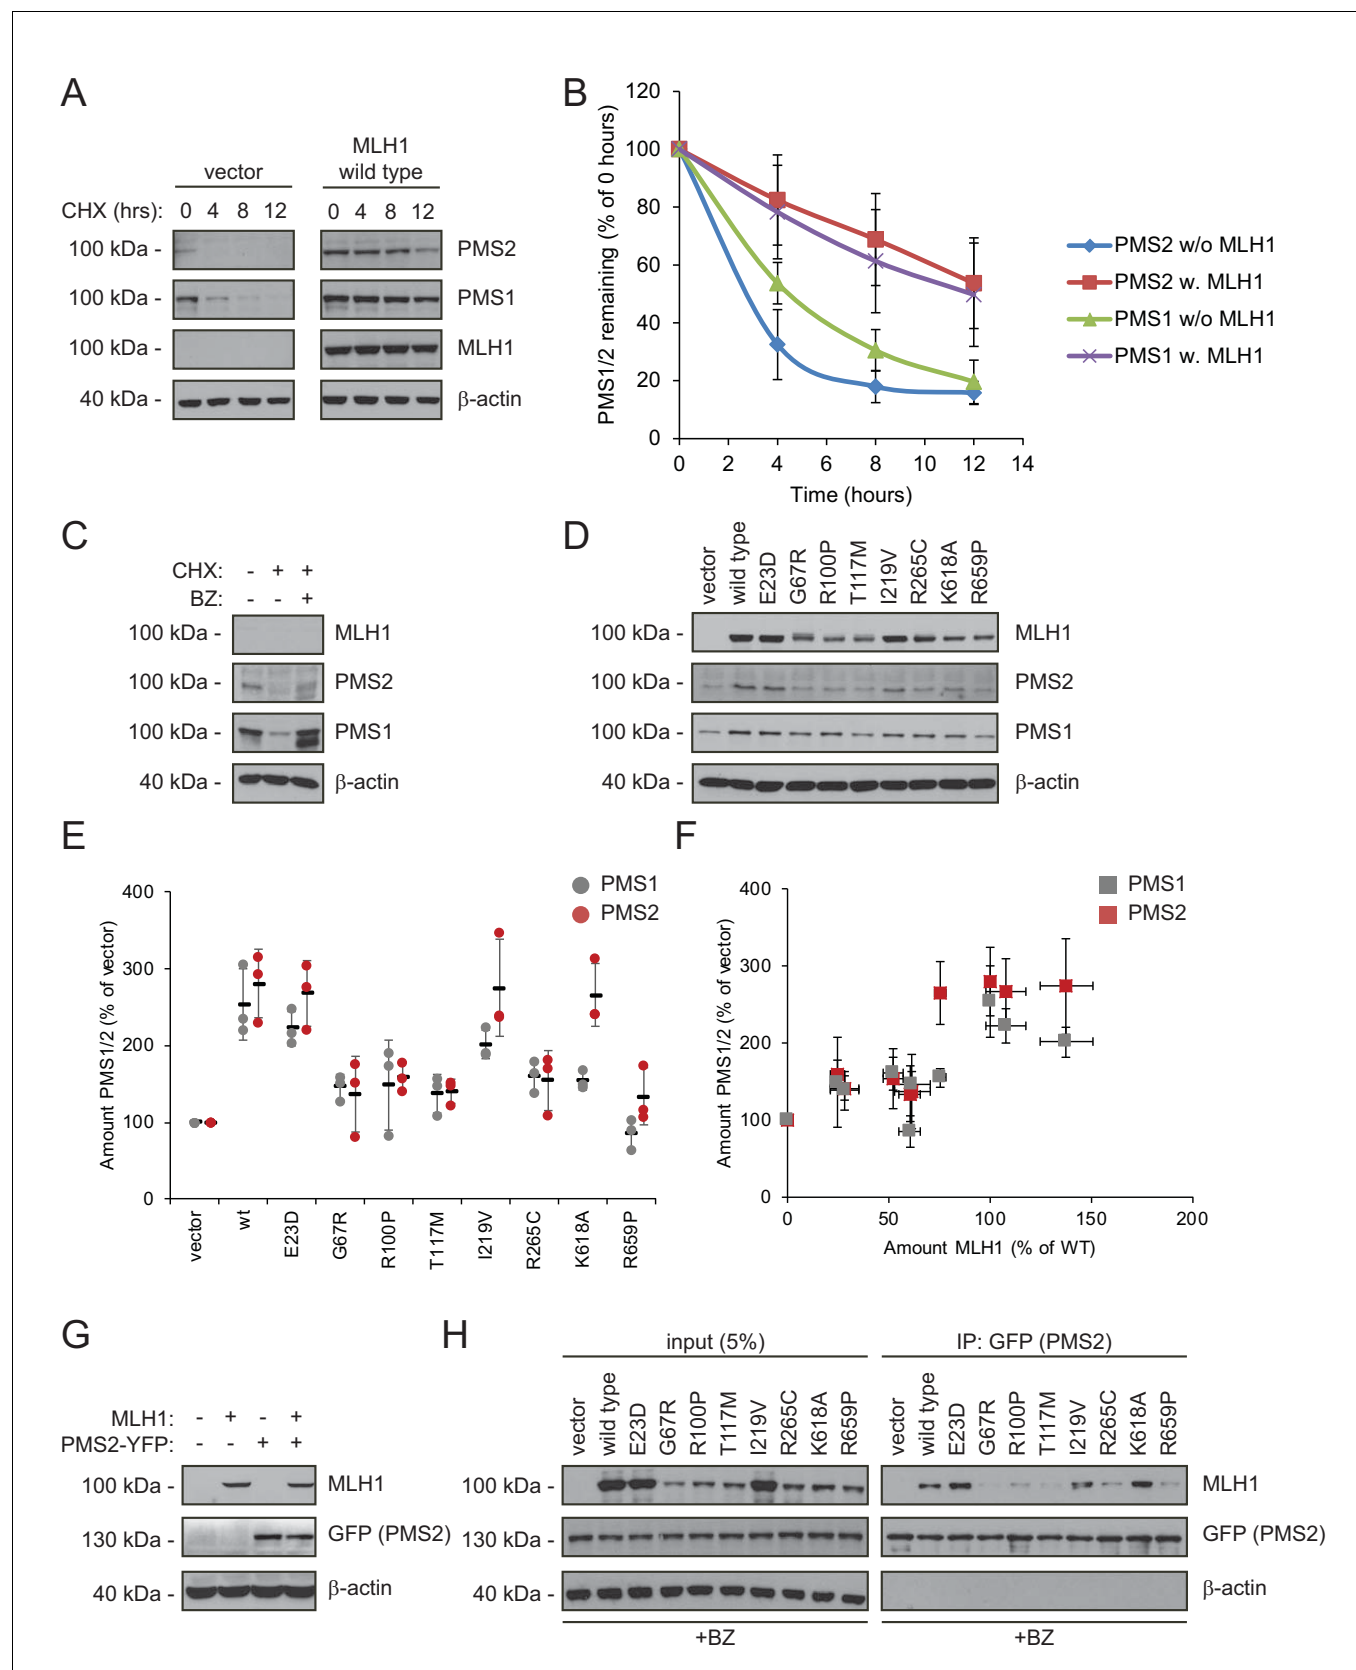 A
vector
MLH1
wild type
CHX (hrs): 0 4 8 12 0 4 8 12
100 kDa - PMS2
100 kDa - PMS1
100 kDa - MLH1
40 kDa - β-actin
B
PMS1/2 remaining (% of 0 hours)
120
100
80
60
40
20
0
0 2 4 6 8 10 12 14
Time (hours)
PMS2 w/o MLH1
PMS2 w. MLH1
PMS1 w/o MLH1
PMS1 w. MLH1
C
CHX: - + +
BZ: - - +
100 kDa - MLH1
100 kDa - PMS2
100 kDa - PMS1
40 kDa - β-actin
D
vector wild type E23D G67R R100P T117M I219V R265C K618A R659P
100 kDa - MLH1
100 kDa - PMS2
100 kDa - PMS1
40 kDa - β-actin
E
PMS1
PMS2
Amount PMS1/2 (% of vector)
400
300
200
100
0
vector wt E23D G67R R100P T117M I219V R265C K618A R659P
F
PMS1
PMS2
Amount PMS1/2 (% of vector)
400
300
200
100
0
0 50 100 150 200
Amount MLH1 (% of WT)
G
MLH1: - + - +
PMS2-YFP: - - + +
100 kDa - MLH1
130 kDa - GFP (PMS2)
40 kDa - β-actin
H
input (5%) IP: GFP (PMS2)
vector wild type E23D G67R R100P T117M I219V R265C K618A R659P vector wild type E23D G67R R100P T117M I219V R265C K618A R659P
100 kDa - MLH1
130 kDa - GFP (PMS2)
40 kDa - β-actin
+BZ +BZ